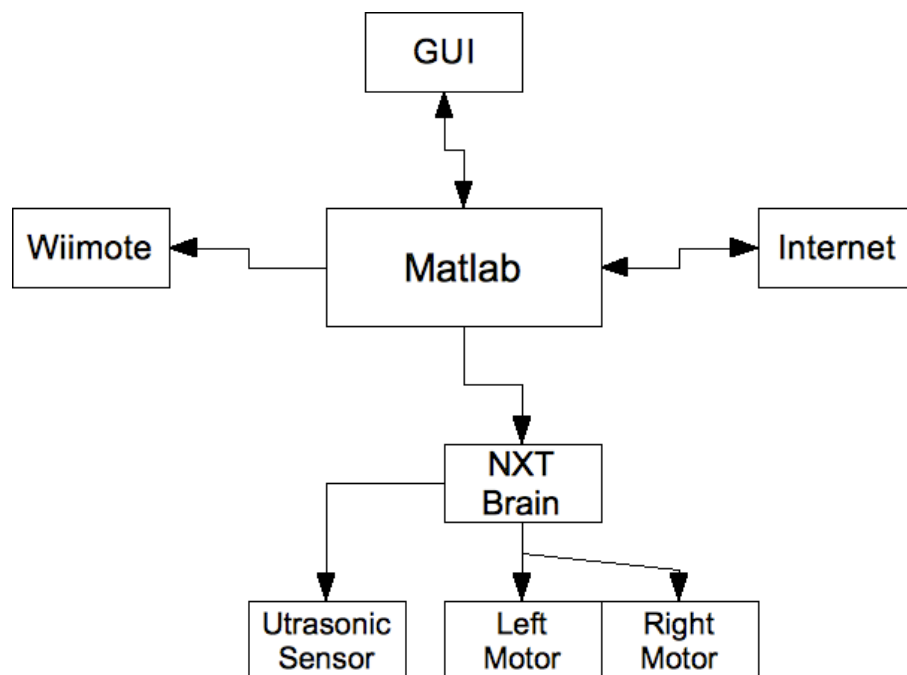 GUI
Wiimote
Matlab
Internet
NXT
Brain
Utrasonic
Sensor
Left
Motor
Right
Motor